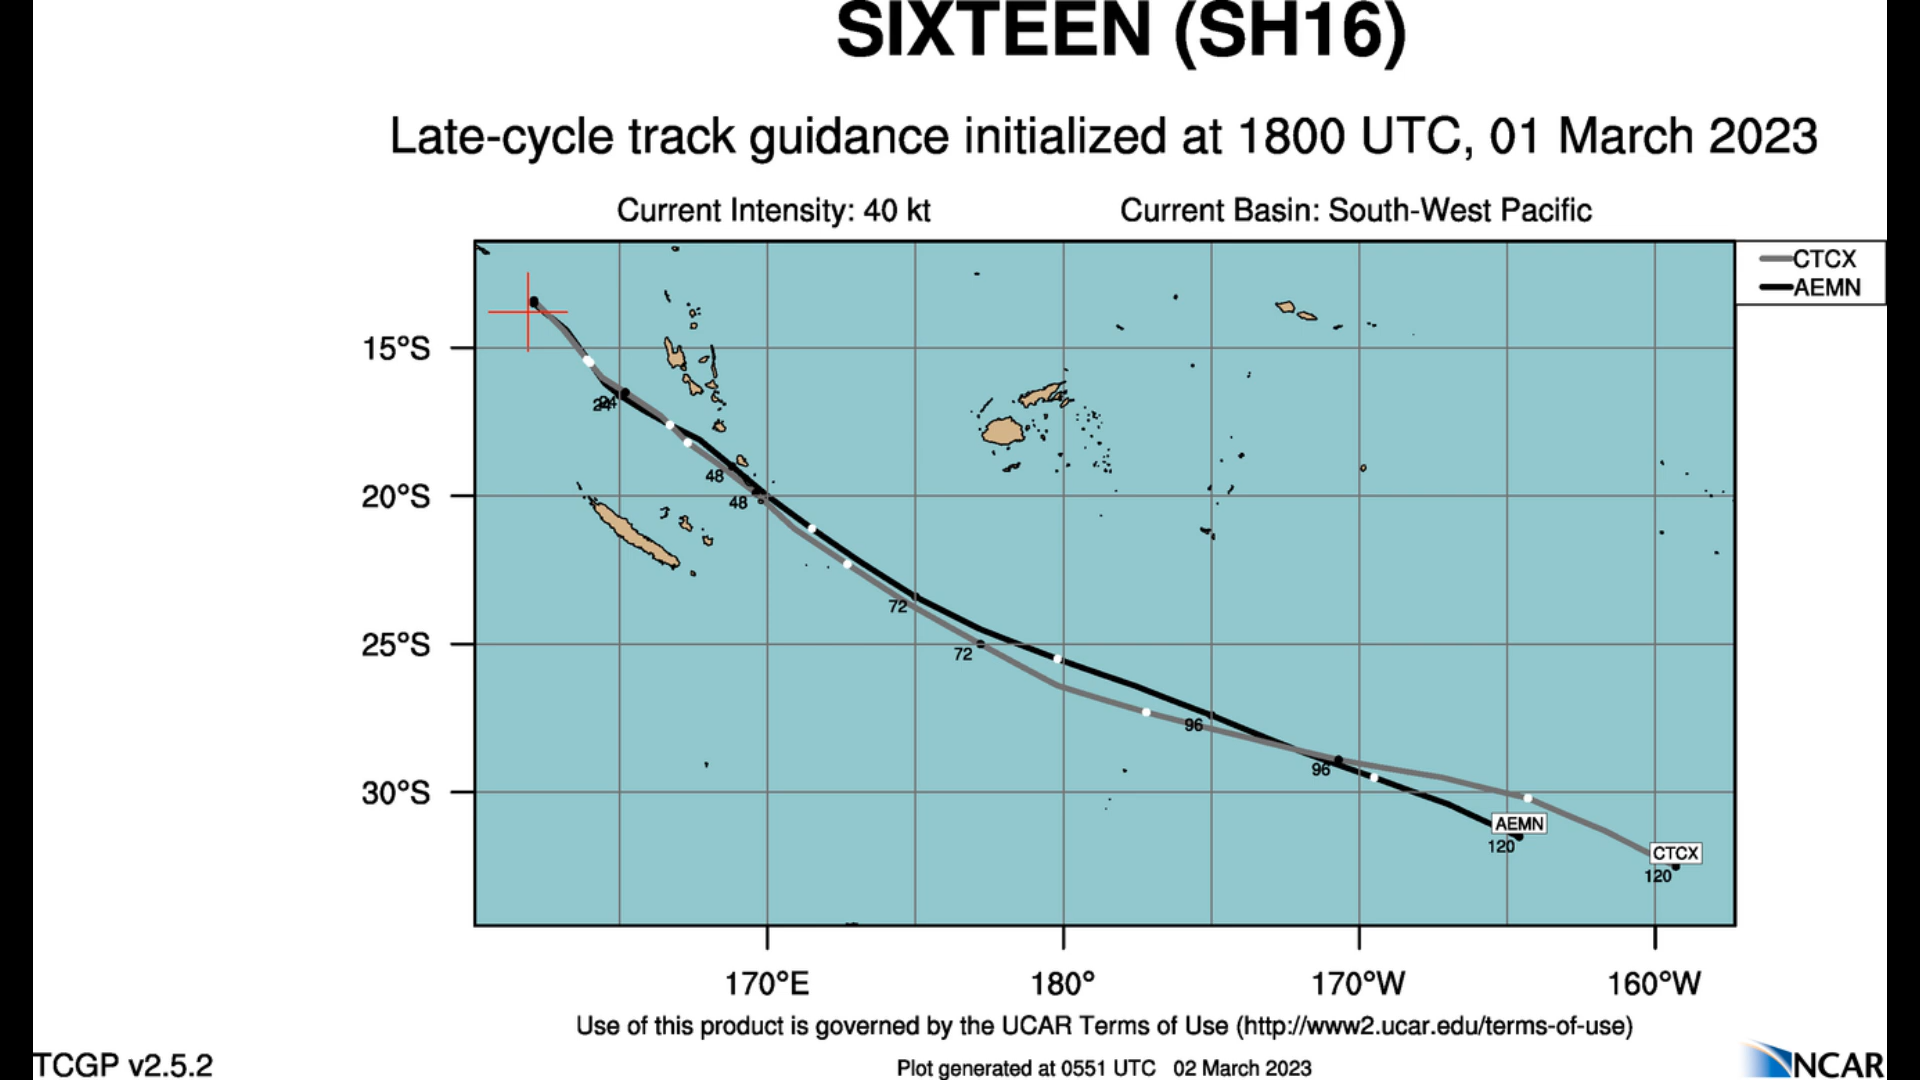 SIXTEEN (SH16)
Late-cycle track guidance initialized at 1800 UTC, 01 March 2023
Current Intensity: 40 kt
Current Basin: South-West Pacific
CTCX
AEMN
15°S
20°S
25°S
30°S
24
24
48
48
72
72
96
96
AEMN
120
CTCX
120
170°E
180°
170°W
160°W
Use of this product is governed by the UCAR Terms of Use (http://www2.ucar.edu/terms-of-use)
TCGP v2.5.2
Plot generated at 0551 UTC 02 March 2023
NCAR